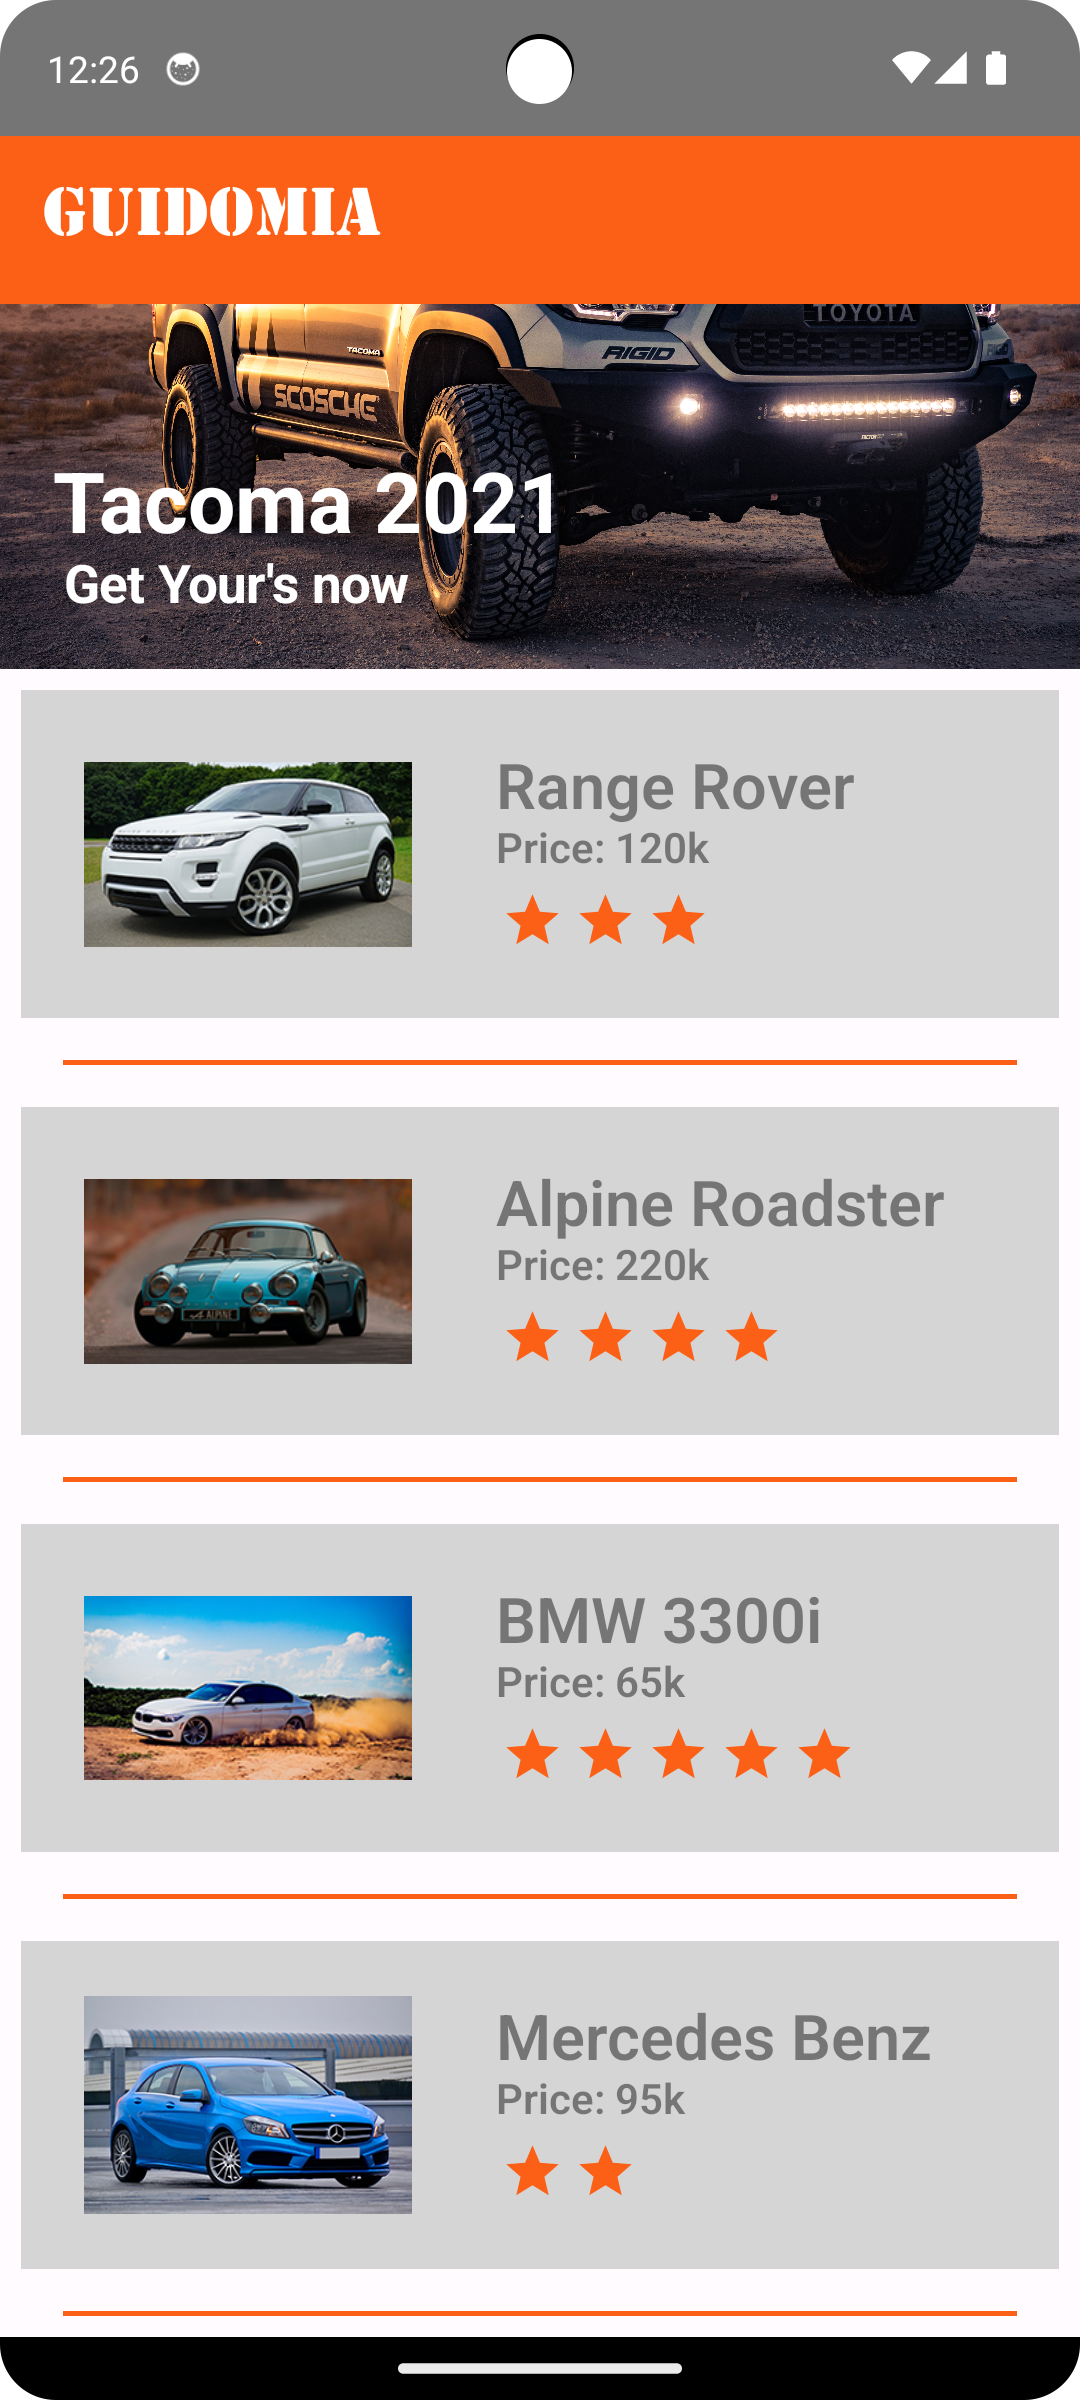 12:26
GUIDOMIA
TOYOTA
TACOMA
RIGID
SCOSCHE
Tacoma 2021
Get Your's now
Range Rover
Price: 120k
Alpine Roadster
Price: 220k
ALPINE
BMW 3300i
Price: 65k
Mercedes Benz
Price: 95k